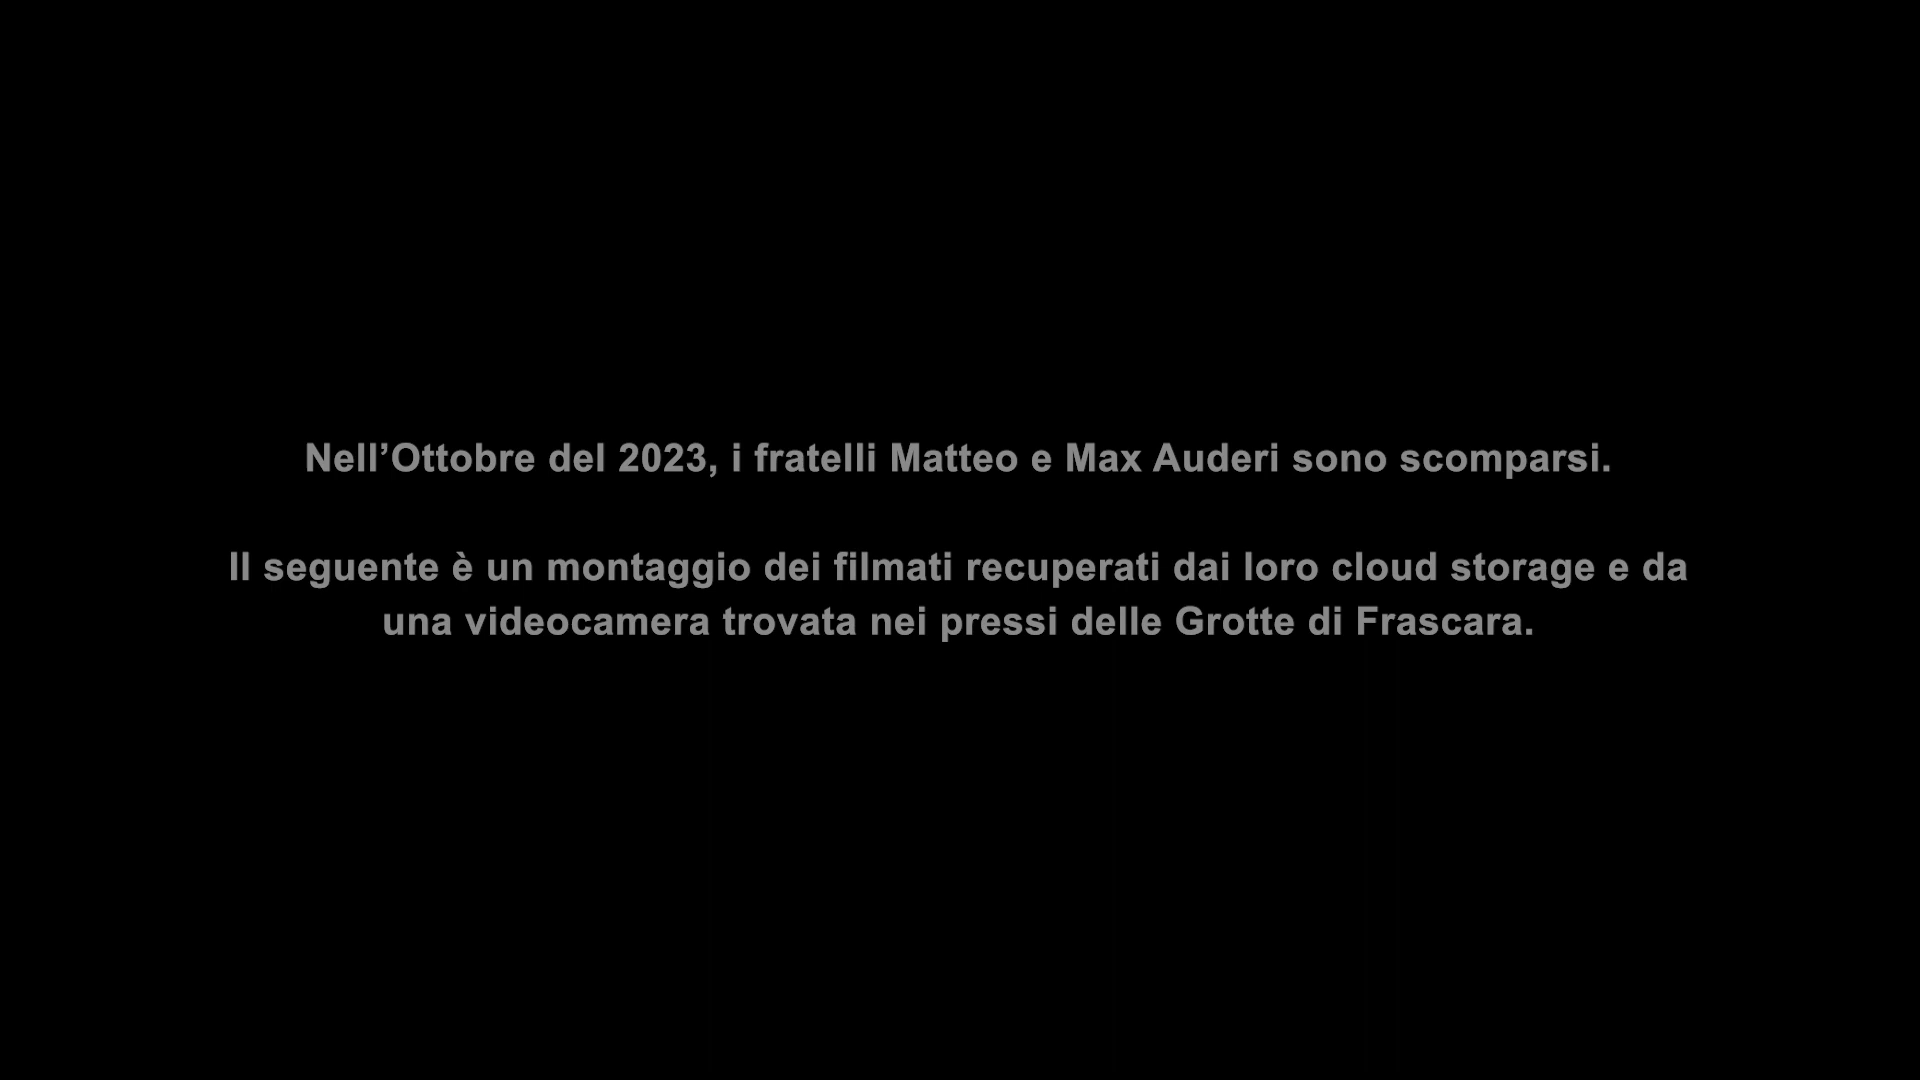 Nell’Ottobre del 2023, i fratelli Matteo e Max Auderi sono scomparsi.
Il seguente è un montaggio dei filmati recuperati dai loro cloud storage e da
una videocamera trovata nei pressi delle Grotte di Frascara.